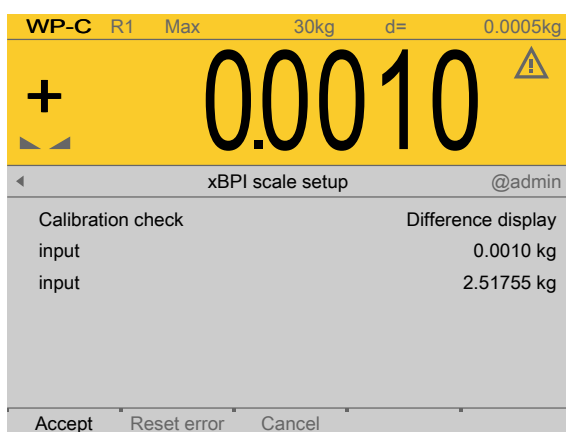 WP-C R1 Max 30kg d= 0.0005kg
+ 0.0010
xBPI scale setup @admin
Calibration check Difference display
input 0.0010 kg
input 2.51755 kg
Accept Reset error Cancel